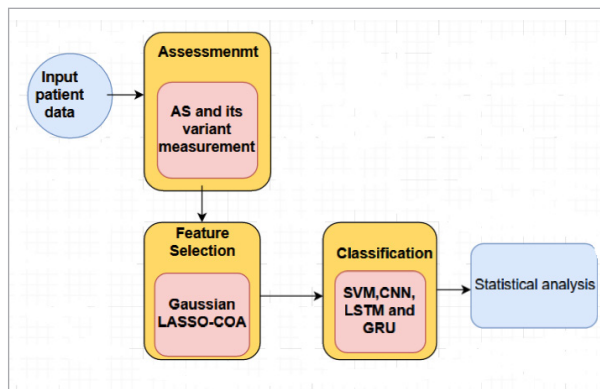 Input
patient
data
Assessmenmt
AS and its
variant
measurement
Feature
Selection
Gaussian
LASSO-COA
Classification
SVM,CNN,
LSTM and
GRU
Statistical analysis